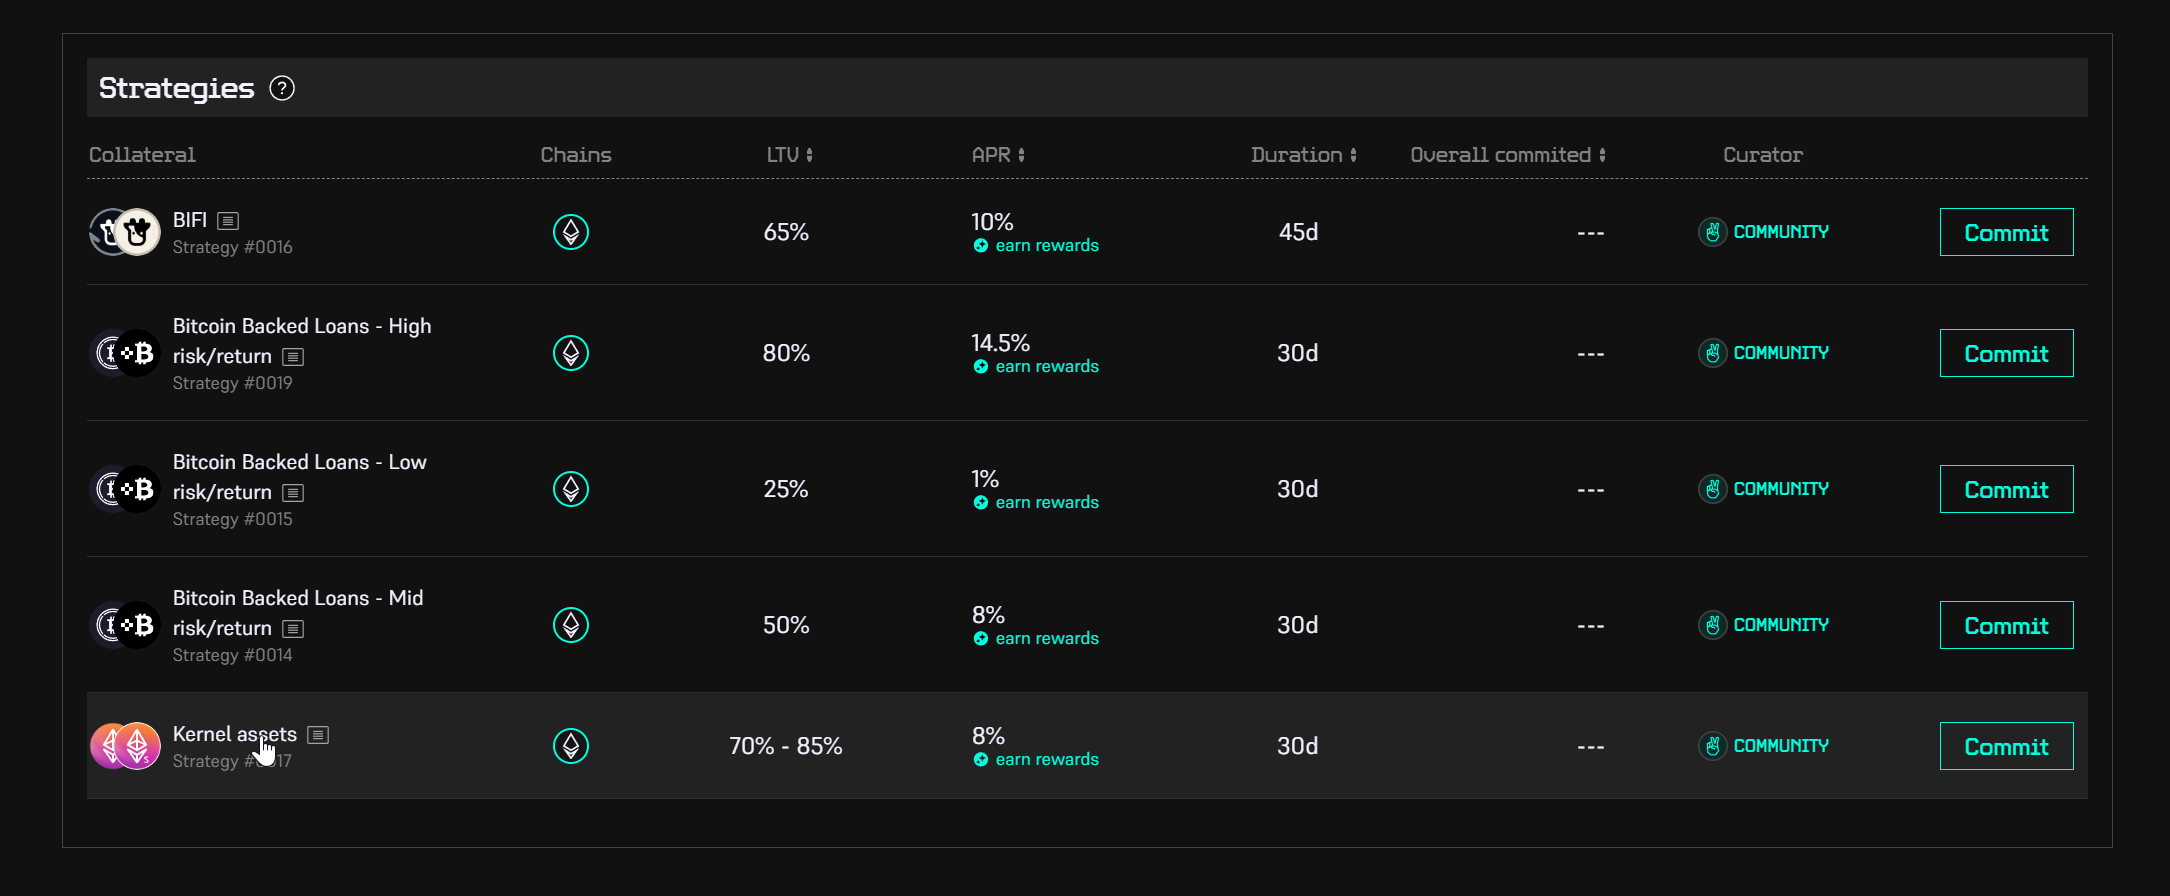 Strategies ?
Collateral Chains LTV APR Duration Overall commited Curator
BIFI
Strategy #0016
65%
10%
earn rewards
45d
---
COMMUNITY
Commit
Bitcoin Backed Loans - High
risk/return
Strategy #0019
80%
14.5%
earn rewards
30d
---
COMMUNITY
Commit
Bitcoin Backed Loans - Low
risk/return
Strategy #0015
25%
1%
earn rewards
30d
---
COMMUNITY
Commit
Bitcoin Backed Loans - Mid
risk/return
Strategy #0014
50%
8%
earn rewards
30d
---
COMMUNITY
Commit
Kernel assets
Strategy
70% - 85%
8%
earn rewards
30d
---
COMMUNITY
Commit